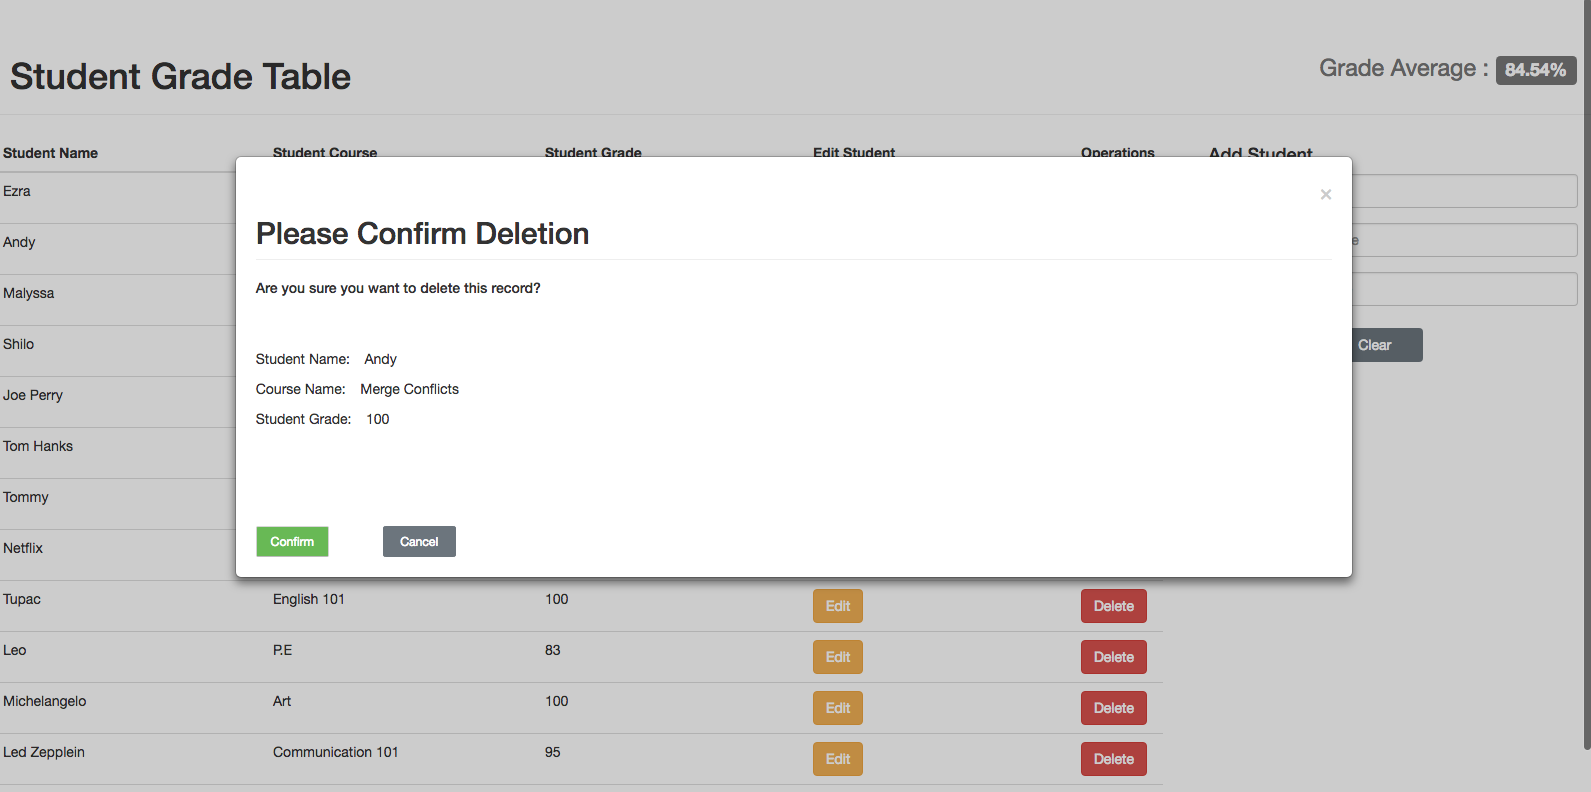 Student Grade Table
Grade Average : 84.54%
Student Name Student Course Student Grade Edit Student Operations Add Student
Ezra
Andy
Malyssa
Shilo
Joe Perry
Tom Hanks
Tommy
Netflix
×
Please Confirm Deletion
Are you sure you want to delete this record?
Student Name: Andy
Course Name: Merge Conflicts
Student Grade: 100
Confirm Cancel
e
Clear
Tupac English 101 100 Edit Delete
Leo P.E 83 Edit Delete
Michelangelo Art 100 Edit Delete
Led Zepplein Communication 101 95 Edit Delete